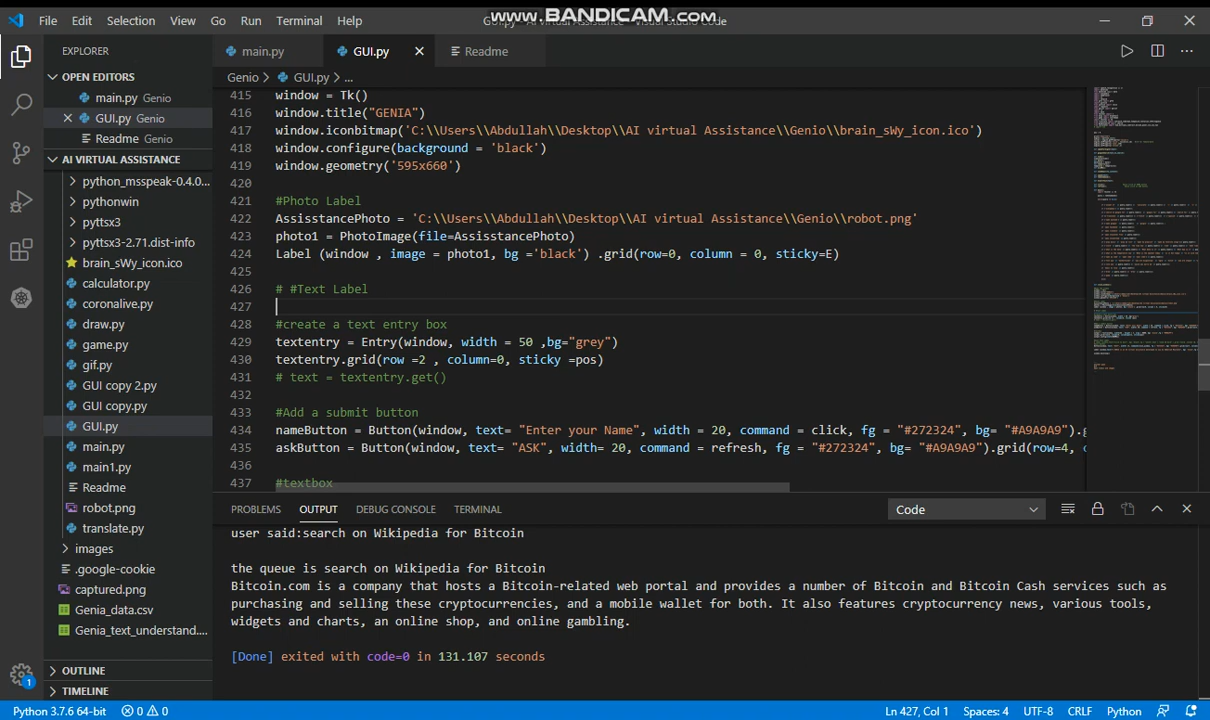 www.BANDICAM.com
File Edit Selection View Go Run Terminal Help
EXPLORER
OPEN EDITORS
main.py Genio
GUI.py Genio
Readme Genio
AI VIRTUAL ASSISTANCE
python_msspeak-0.4.0...
pythonwin
pyttsx3
pyttsx3-2.71.dist-info
brain_sWy_icon.ico
calculator.py
coronalive.py
draw.py
game.py
gif.py
GUI copy 2.py
GUI copy.py
GUI.py
main.py
main1.py
Readme
robot.png
translate.py
images
.google-cookie
captured.png
Genia_data.csv
Genia_text_understand....
OUTLINE
TIMELINE
main.py GUI.py Readme
Genio > GUI.py > ...
415 window = Tk()
416 window.title("GENIA")
417 window.iconbitmap('C:\\Users\\Abdullah\\Desktop\\AI virtual Assistance\\Genio\\brain_sWy_icon.ico')
418 window.configure(background = 'black')
419 window.geometry('595x660')
420
421 #Photo Label
422 AssisstancePhoto = 'C:\\Users\\Abdullah\\Desktop\\AI virtual Assistance\\Genio\\robot.png'
423 photo1 = PhotoImage(file=AssisstancePhoto)
424 Label (window , image = photo1, bg ='black') .grid(row=0, column = 0, sticky=E)
425
426 # #Text Label
427
428 #create a text entry box
429 textentry = Entry(window, width = 50 ,bg="grey")
430 textentry.grid(row =2 , column=0, sticky =pos)
431 # text = textentry.get()
432
433 #Add a submit button
434 nameButton = Button(window, text= "Enter your Name", width = 20, command = click, fg = "#272324", bg= "#A9A9A9").g
435 askButton = Button(window, text= "ASK", width= 20, command = refresh, fg = "#272324", bg= "#A9A9A9").grid(row=4, c
436
437 #textbox
PROBLEMS OUTPUT DEBUG CONSOLE TERMINAL Code
user said:search on Wikipedia for Bitcoin
the queue is search on Wikipedia for Bitcoin
Bitcoin.com is a company that hosts a Bitcoin-related web portal and provides a number of Bitcoin and Bitcoin Cash services such as
purchasing and selling these cryptocurrencies, and a mobile wallet for both. It also features cryptocurrency news, various tools,
widgets and charts, an online shop, and online gambling.
[Done] exited with code=0 in 131.107 seconds
1
Python 3.7.6 64-bit 0 0 Ln 427, Col 1 Spaces: 4 UTF-8 CRLF Python